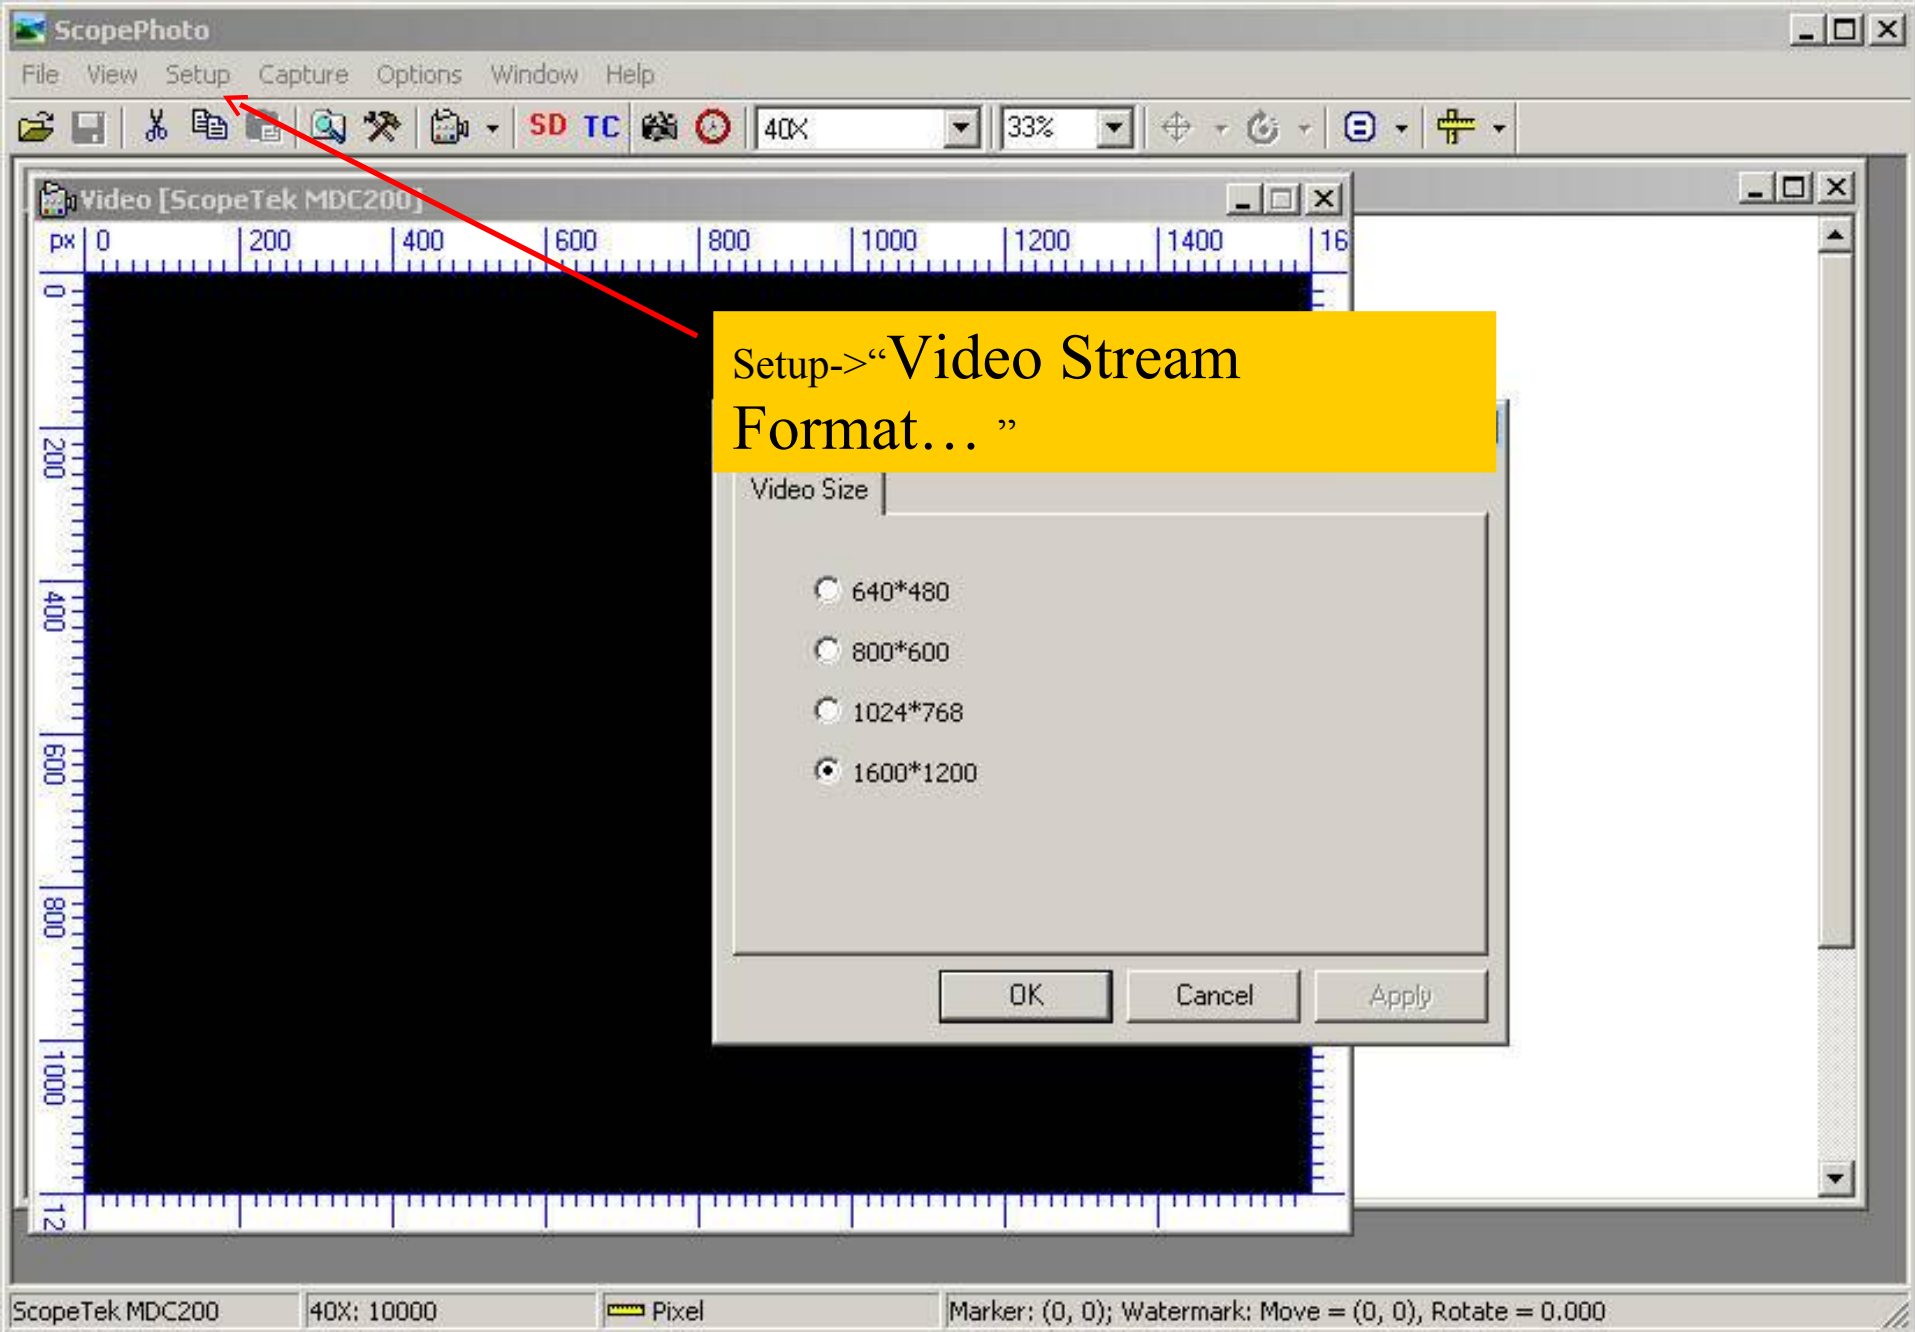 ScopePhoto
File View Setup Capture Options Window Help
SD TC 40X 33%
Video [ScopeTek MDC200]
px 0 200 400 600 800 1000 1200 1400 16
0
200
400
600
800
1000
12
Setup->“Video Stream
Format… ”
Video Size
640*480
800*600
1024*768
1600*1200
OK Cancel Apply
ScopeTek MDC200 40X: 10000 Pixel Marker: (0, 0); Watermark: Move = (0, 0), Rotate = 0.000